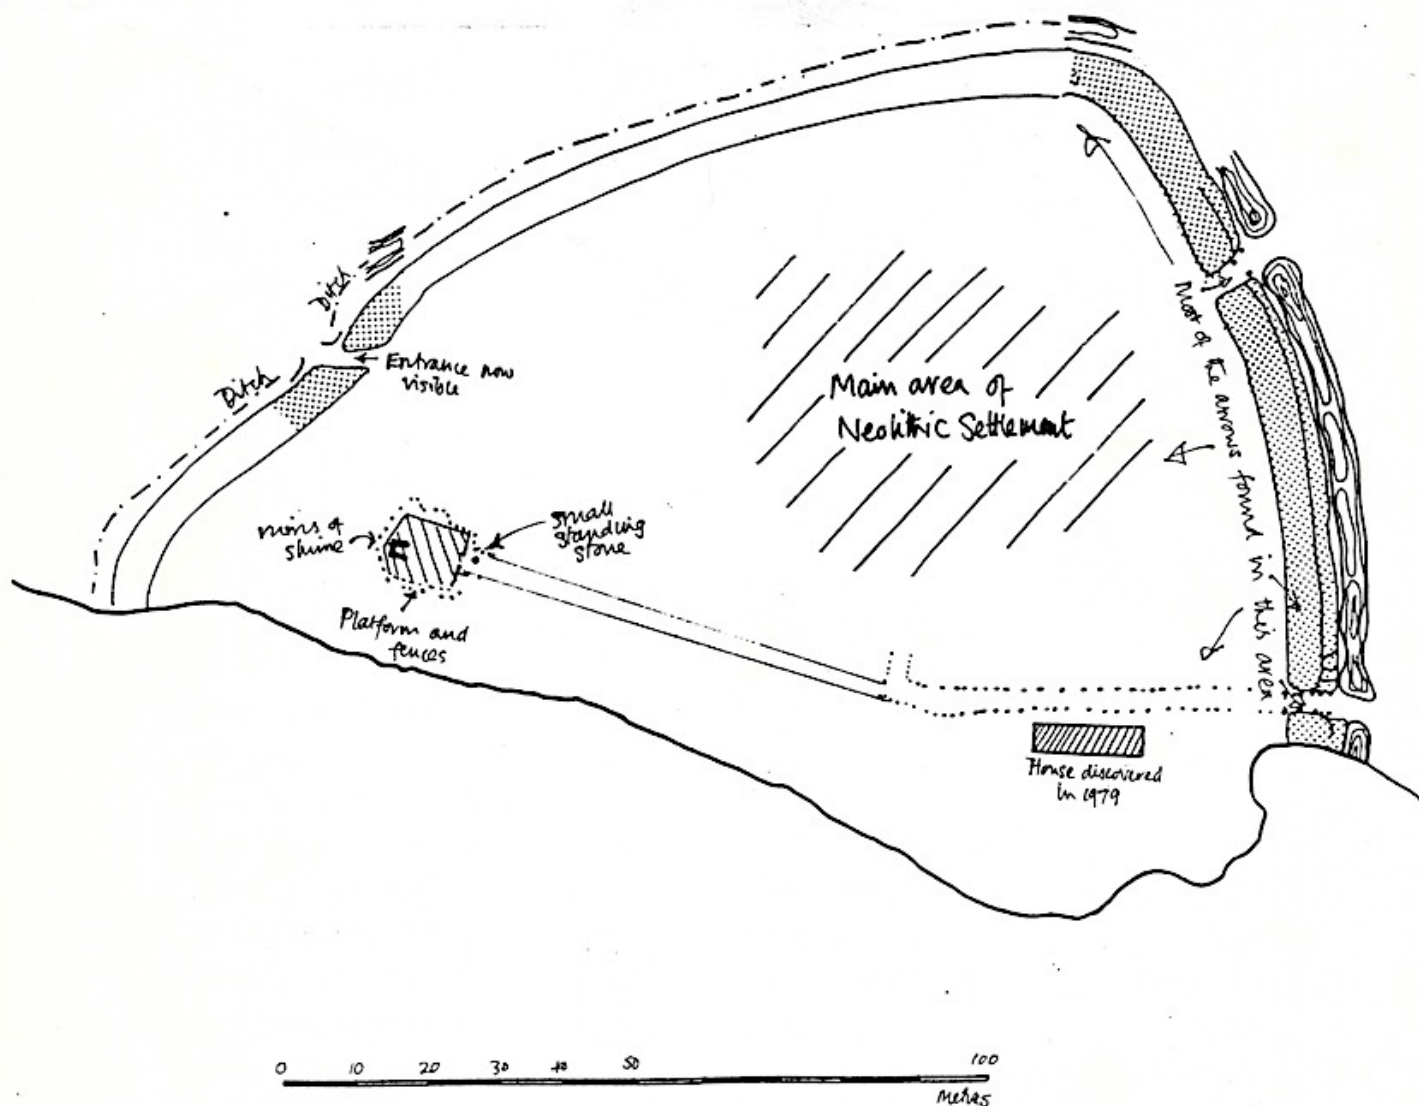 Ditch
Ditch
Entrance now
visible
Main area of
Neolithic Settlement
Most of the arrows found in this area
ruins of
shrine
small
standing
stone
Platform and
fences
House discovered
in 1979
0 10 20 30 40 50 100
Metres